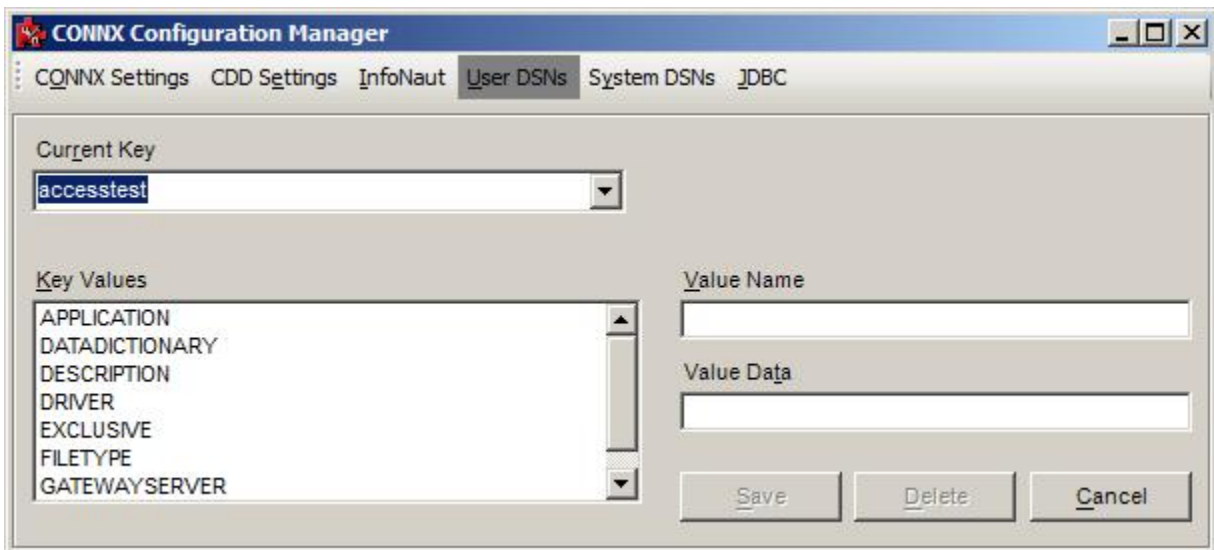 CONNX Configuration Manager
CONNX Settings CDD Settings InfoNaut User DSNs System DSNs JDBC
Current Key
accesstest
Key Values
APPLICATION
DATADICTIONARY
DESCRIPTION
DRIVER
EXCLUSIVE
FILETYPE
GATEWAYSERVER
Value Name
Value Data
Save Delete Cancel